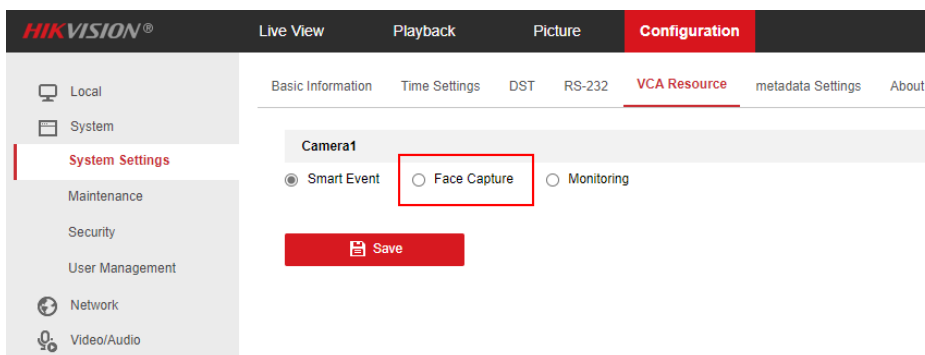 HIKVISION® Live View Playback Picture Configuration
Local
System
System Settings
Maintenance
Security
User Management
Network
Video/Audio
Basic Information Time Settings DST RS-232 VCA Resource metadata Settings About
Camera1
Smart Event Face Capture Monitoring
Save